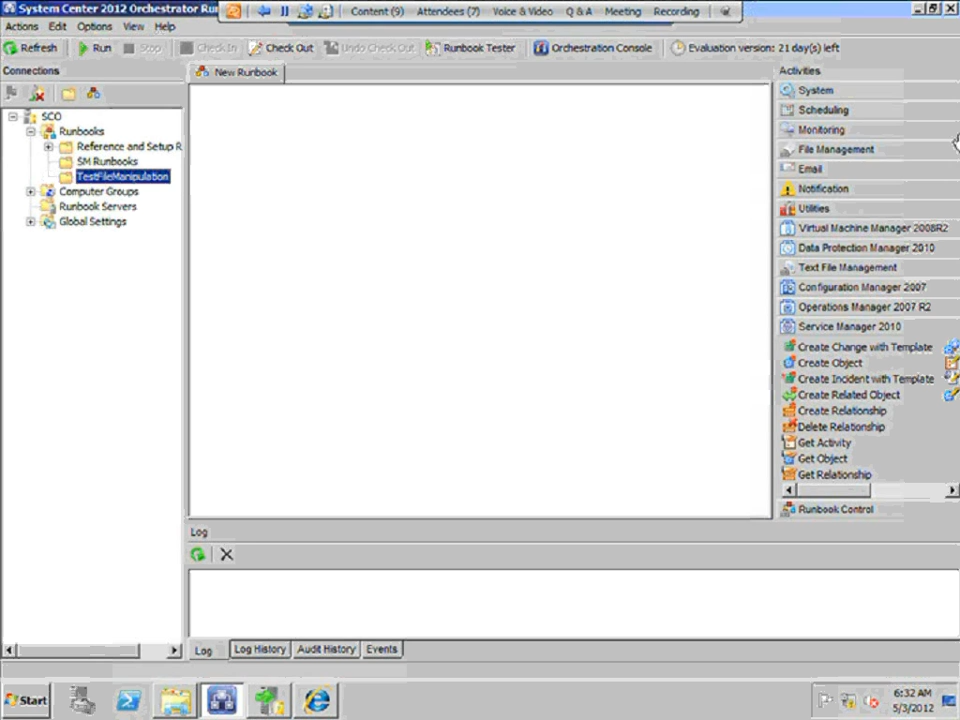 System Center 2012 Orchestrator Ru
Content (9) Attendees (7) Voice & Video Q & A Meeting Recording
Actions Edit Options View Help
Refresh Run Stop Check In Check Out Undo Check Out Runbook Tester Orchestration Console Evaluation version: 21 day(s) left
Connections
New Runbook
Activities
SCO
Runbooks
Reference and Setup R
SM Runbooks
TestFileManipulation
Computer Groups
Runbook Servers
Global Settings
System
Scheduling
Monitoring
File Management
Email
Notification
Utilities
Virtual Machine Manager 2008R2
Data Protection Manager 2010
Text File Management
Configuration Manager 2007
Operations Manager 2007 R2
Service Manager 2010
Create Change with Template
Create Object
Create Incident with Template
Create Related Object
Create Relationship
Delete Relationship
Get Activity
Get Object
Get Relationship
Runbook Control
Log
Log Log History Audit History Events
Start
6:32 AM
5/3/2012